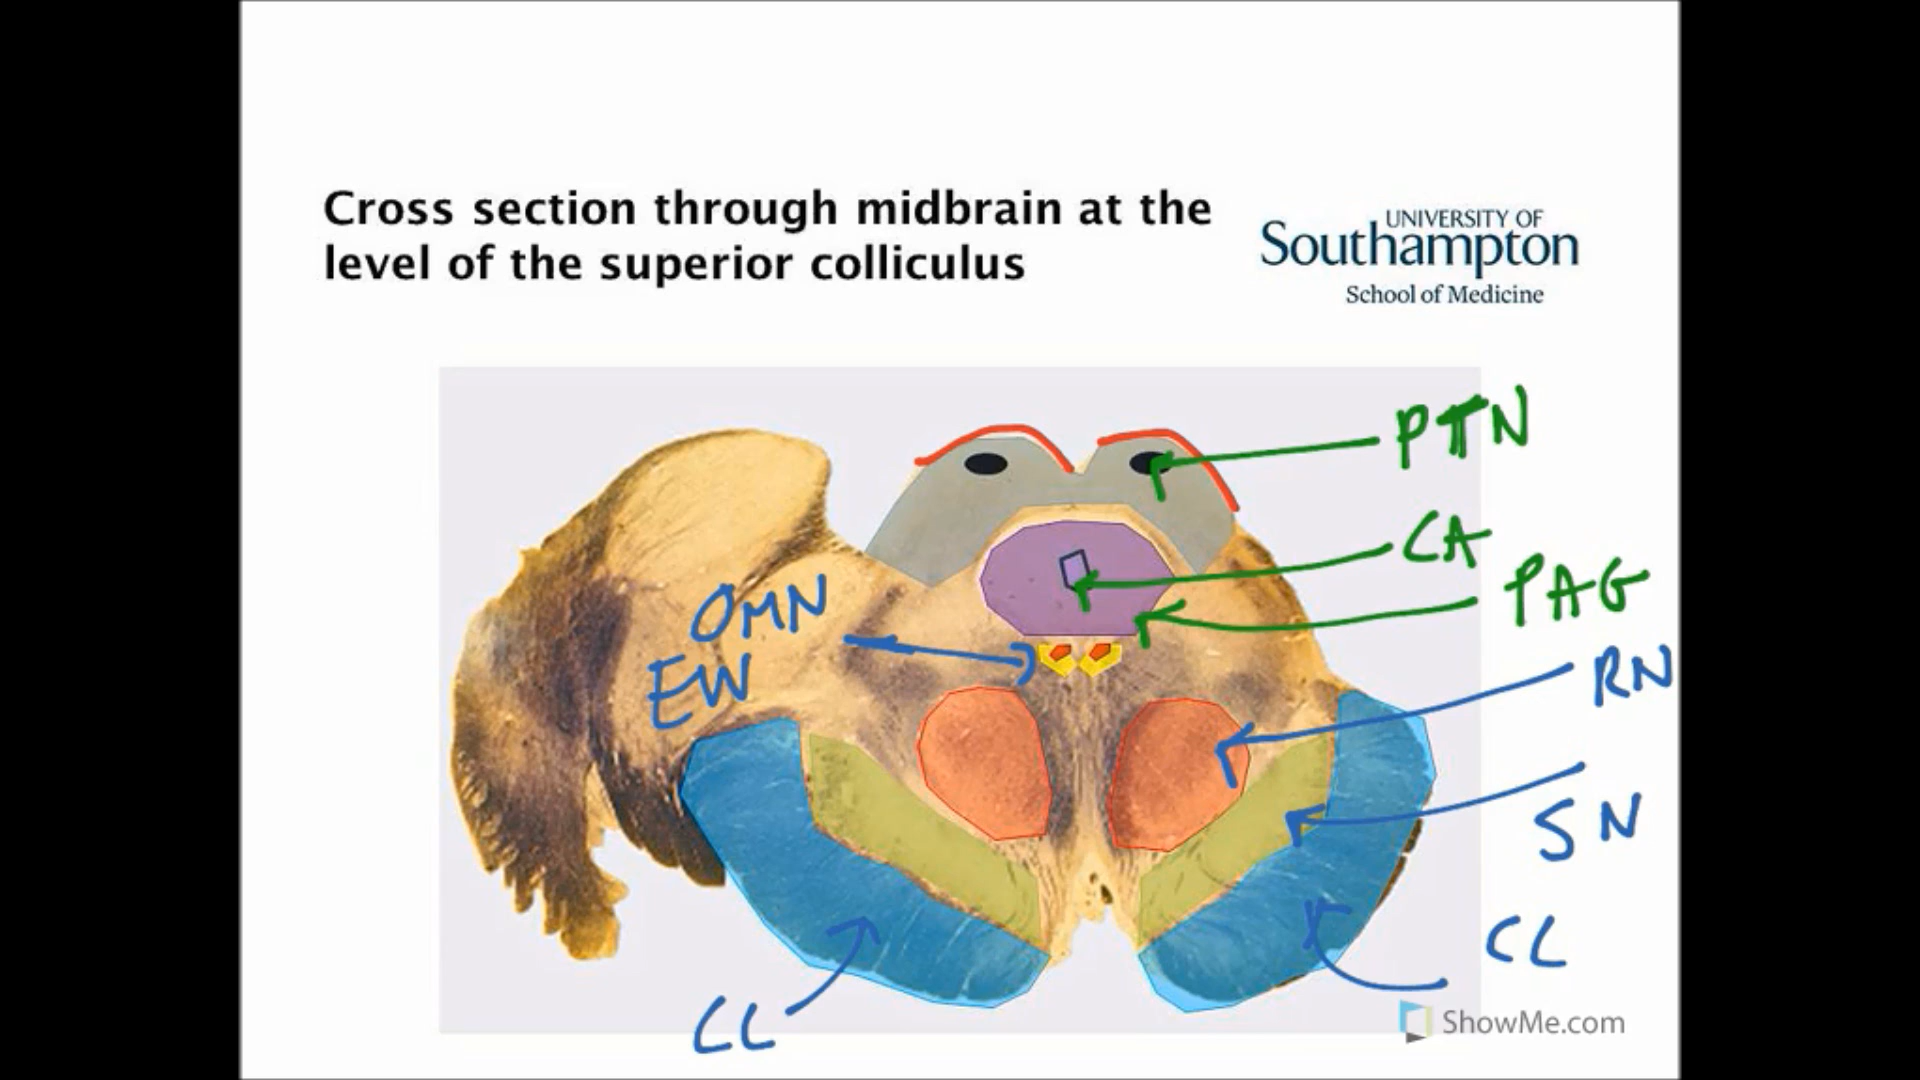 Cross section through midbrain at the
level of the superior colliculus
UNIVERSITY OF
Southampton
School of Medicine
PTN
CA
PAG
OMN
EW
RN
SN
CL
CL
ShowMe.com